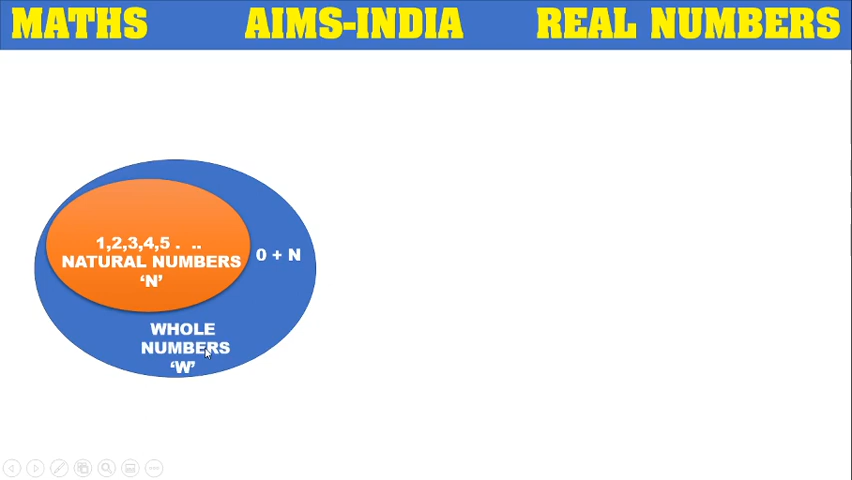 MATHS AIMS-INDIA REAL NUMBERS
1,2,3,4,5 . ..
NATURAL NUMBERS
‘N’
0 + N
WHOLE
NUMBERS
‘W’